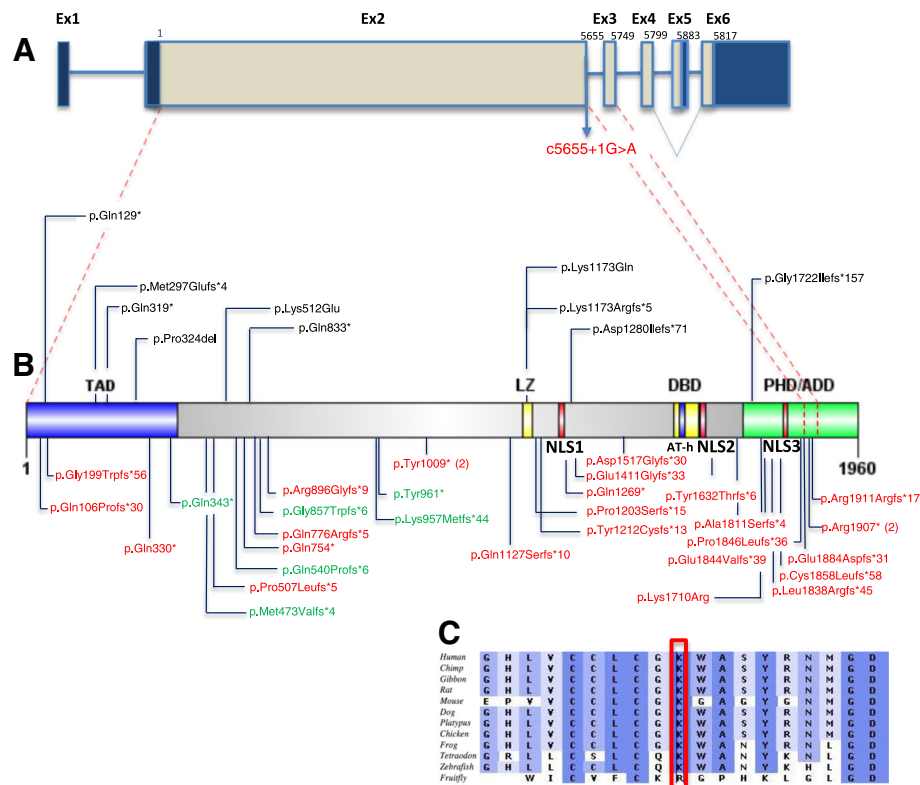 Ex1 Ex2 Ex3 Ex4 Ex5 Ex6
1 5655 5749 5799 5883 5817
A
c5655+1G>A
p.Gln129*
p.Met297Glufs*4
p.Gln319*
p.Pro324del
p.Lys512Glu
p.Gln833*
p.Lys1173Gln
p.Lys1173Argfs*5
p.Asp1280Ilefs*71
p.Gly1722Ilefs*157
B
TAD LZ DBD PHD/ADD
1 NLS1 AT-h NLS2 NLS3 1960
p.Gly199Trpfs*56
p.Gln106Profs*30
p.Gln330*
p.Gln343*
p.Arg896Glyfs*9
p.Gly857Trpfs*6
p.Gln776Argfs*5
p.Gln754*
p.Gln540Profs*6
p.Pro507Leufs*5
p.Met473Valfs*4
p.Tyr1009* (2)
p.Tyr961*
p.Lys957Metfs*44
p.Gln1127Serfs*10
p.Asp1517Glyfs*30
p.Glu1411Glyfs*33
p.Gln1269*
p.Pro1203Serfs*15
p.Tyr1212Cysfs*13
p.Tyr1632Thrfs*6
p.Ala1811Serfs*4
p.Pro1846Leufs*36
p.Glu1844Valfs*39
p.Lys1710Arg
p.Arg1911Argfs*17
p.Arg1907* (2)
p.Glu1884Aspfs*31
p.Cys1858Leufs*58
p.Leu1838Argfs*45
C
Human G H L V C C L C G K W A S Y R N M G D
Chimp G H L V C C L C G K W A S Y R N M G D
Gibbon G H L V C C L C G K W A S Y R N M G D
Rat G H L V C C L C G K W A S Y R N M G D
Mouse E P V V C C L C G K G A G Y G N M G D
Dog G H L V C C L C G K W A S Y R N M G D
Platypus G H L V C C L C G K W A S Y R N M G D
Chicken G H L V C C L C G K W A S Y R N M G D
Frog G H L V C C L C G K W A N Y R N L G D
Tetraodon G R L L S L C Q K W A N Y K N L G D
Zebrafish G H L L C C L C Q K W A N Y K H L G D
Fruitfly W I C V F C K R G P H K L G L G D